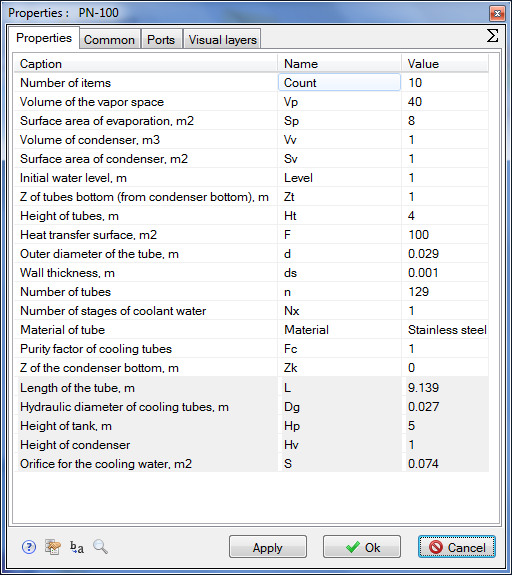 Properties : PN-100
Properties Common Ports Visual layers Σ
Caption Name Value
Number of items Count 10
Volume of the vapor space Vp 40
Surface area of evaporation, m2 Sp 8
Volume of condenser, m3 Vv 1
Surface area of condenser, m2 Sv 1
Initial water level, m Level 1
Z of tubes bottom (from condenser bottom), m Zt 1
Height of tubes, m Ht 4
Heat transfer surface, m2 F 100
Outer diameter of the tube, m d 0.029
Wall thickness, m ds 0.001
Number of tubes n 129
Number of stages of coolant water Nx 1
Material of tube Material Stainless steel
Purity factor of cooling tubes Fc 1
Z of the condenser bottom, m Zk 0
Length of the tube, m L 9.139
Hydraulic diameter of cooling tubes, m Dg 0.027
Height of tank, m Hp 5
Height of condenser Hv 1
Orifice for the cooling water, m2 S 0.074
? ba Apply Ok Cancel